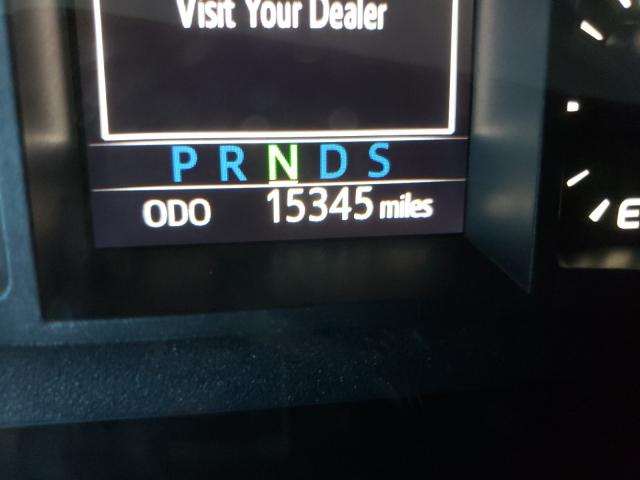 Visit Your Dealer
P R N D S
ODO 15345 miles
E